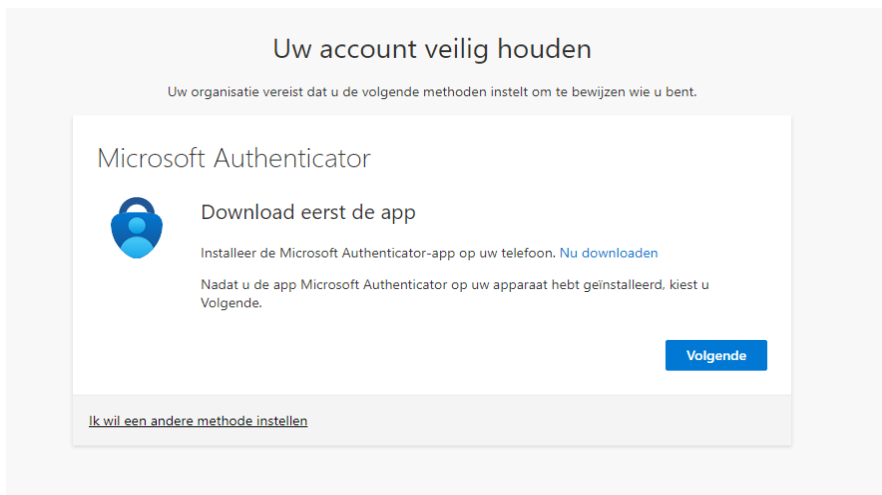 Uw account veilig houden
Uw organisatie vereist dat u de volgende methoden instelt om te bewijzen wie u bent.
Microsoft Authenticator
Download eerst de app
Installeer de Microsoft Authenticator-app op uw telefoon. Nu downloaden
Nadat u de app Microsoft Authenticator op uw apparaat hebt geïnstalleerd, kiest u
Volgende.
Volgende
Ik wil een andere methode instellen